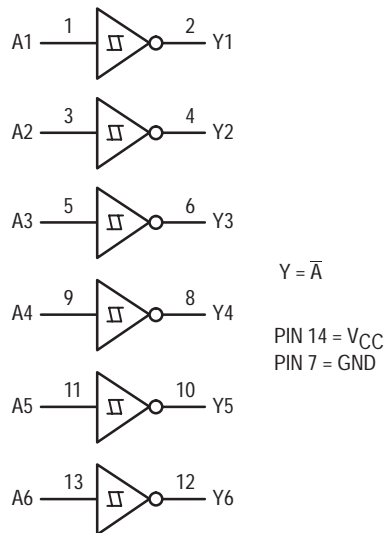 A1 1 2 Y1
A2 3 4 Y2
A3 5 6 Y3
Y = A̅
A4 9 8 Y4
PIN 14 = VCC
PIN 7 = GND
A5 11 10 Y5
A6 13 12 Y6